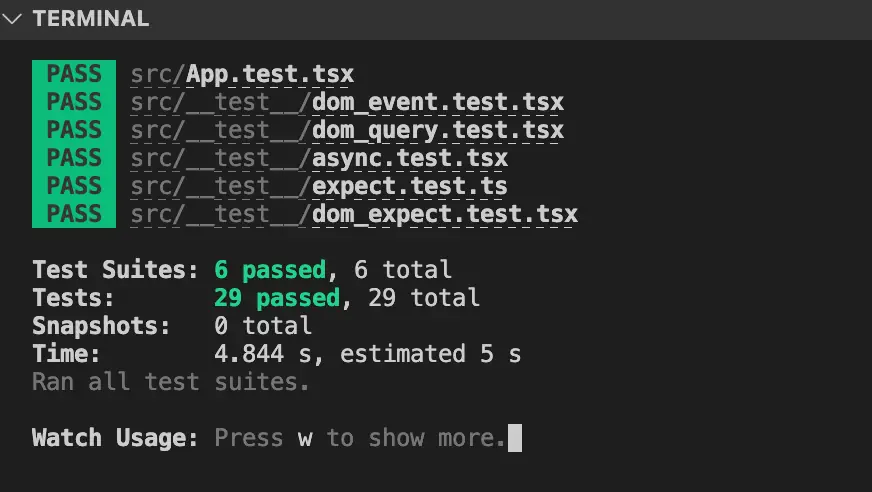 TERMINAL
PASS src/App.test.tsx
PASS src/__test__/dom_event.test.tsx
PASS src/__test__/dom_query.test.tsx
PASS src/__test__/async.test.tsx
PASS src/__test__/expect.test.ts
PASS src/__test__/dom_expect.test.tsx
Test Suites: 6 passed, 6 total
Tests: 29 passed, 29 total
Snapshots: 0 total
Time: 4.844 s, estimated 5 s
Ran all test suites.
Watch Usage: Press w to show more.